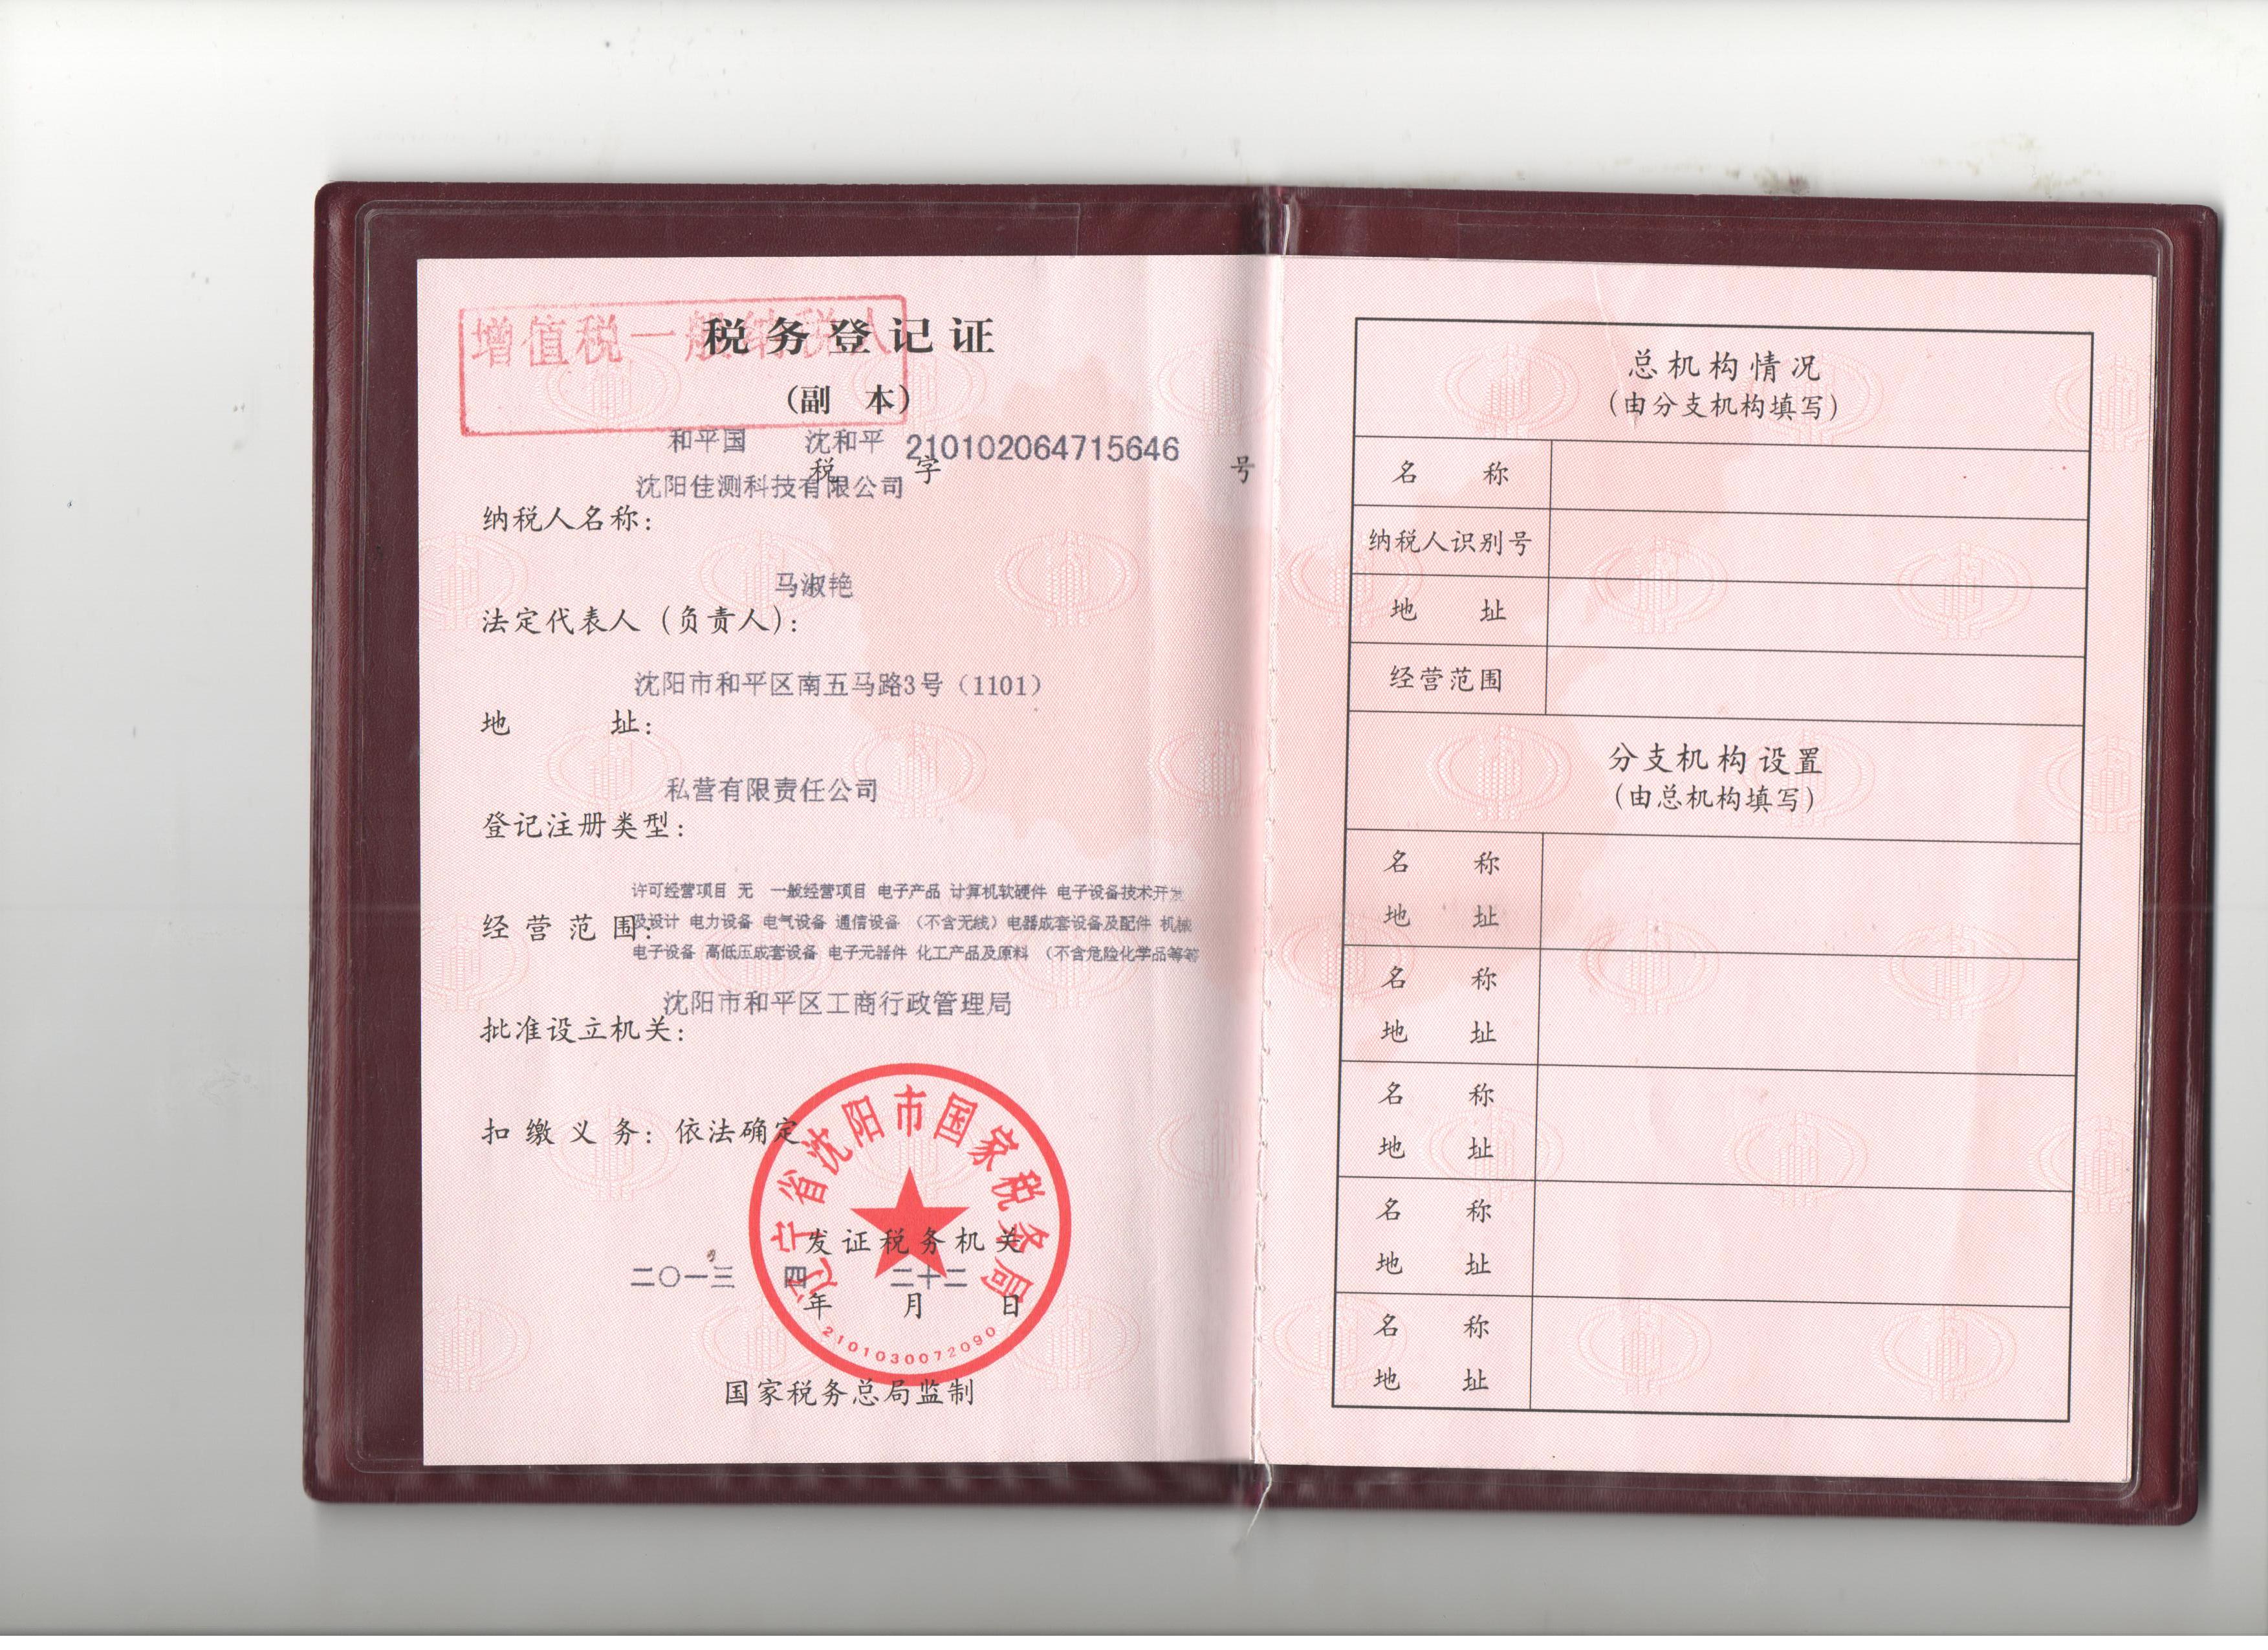 增值税一般纳税人
税务登记证
（副 本）
和平国 沈和平 210102064715646
税 字 号
沈阳佳测科技有限公司
纳税人名称：
马淑艳
法定代表人（负责人）：
沈阳市和平区南五马路3号（1101）
地 址：
私营有限责任公司
登记注册类型：
许可经营项目 无 一般经营项目 电子产品 计算机软硬件 电子设备技术开发
及设计 电力设备 电气设备 通信设备 （不含无线）电器成套设备及配件 机械
经营范围：
电子设备 高低压成套设备 电子元器件 化工产品及原料 （不含危险化学品等等
沈阳市和平区工商行政管理局
批准设立机关：
扣缴义务：依法确定
辽宁省沈阳市国家税务局
发证税务机关
二〇一三 四 二十二
年 月 日
2101030072090
国家税务总局监制
总机构情况
（由分支机构填写）
名 称
纳税人识别号
地 址
经营范围
分支机构设置
（由总机构填写）
名 称
地 址
名 称
地 址
名 称
地 址
名 称
地 址
名 称
地 址